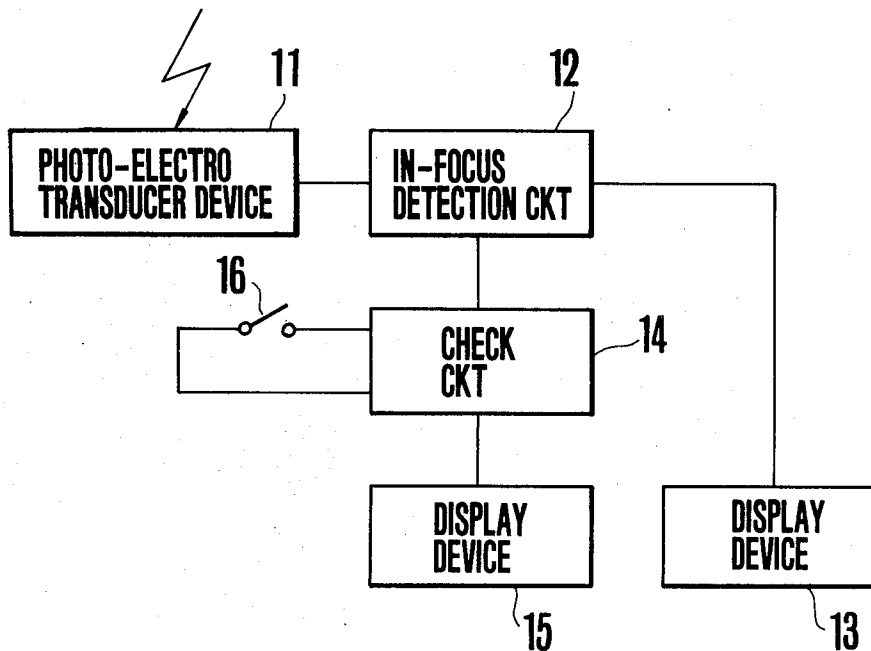 11
12
PHOTO-ELECTRO
TRANSDUCER DEVICE
IN-FOCUS
DETECTION CKT
16
CHECK
CKT
14
DISPLAY
DEVICE
DISPLAY
DEVICE
15
13